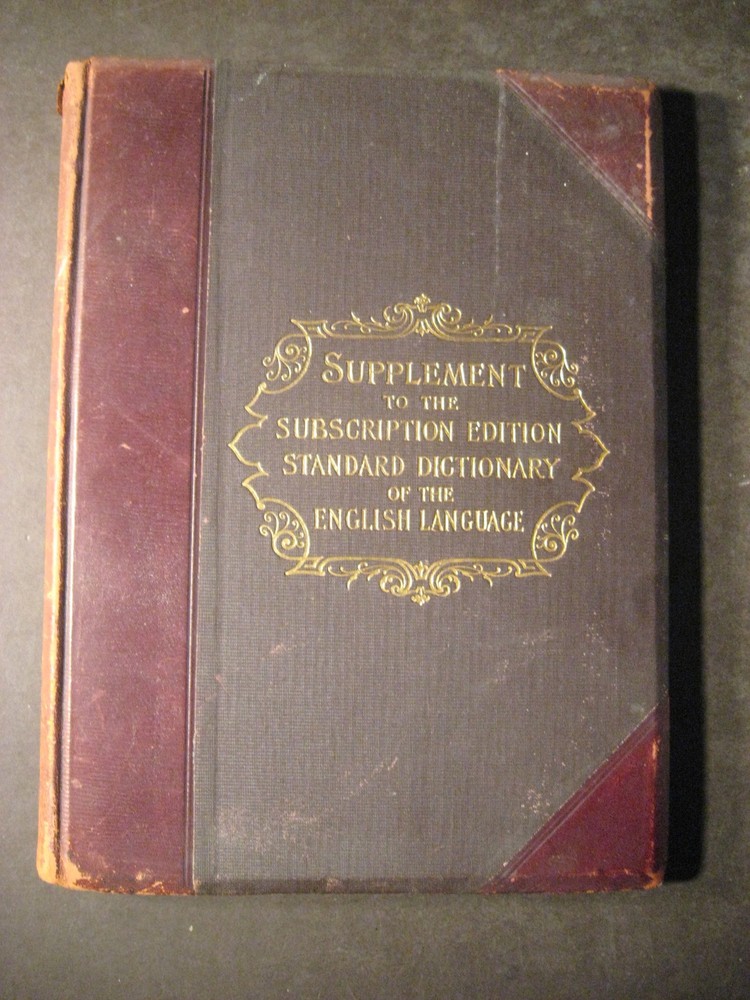 SUPPLEMENT
TO THE
SUBSCRIPTION EDITION
STANDARD DICTIONARY
OF THE
ENGLISH LANGUAGE